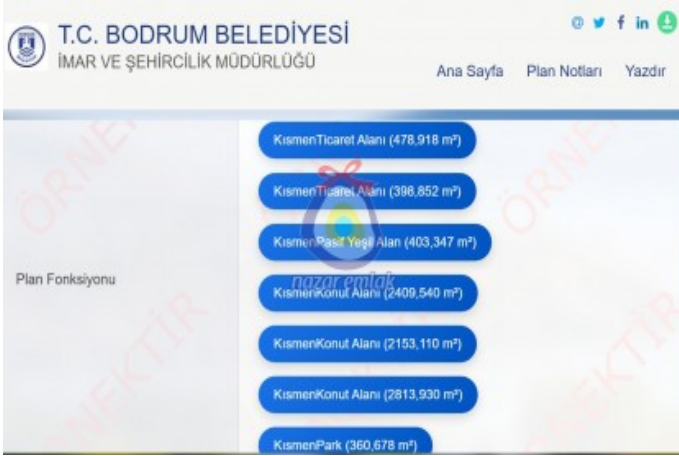 T.C. BODRUM BELEDİYESİ
İMAR VE ŞEHİRCİLİK MÜDÜRLÜĞÜ
Ana Sayfa Plan Notları Yazdır
KısmenTicaret Alanı (478,918 m²)
KısmenTicaret Alanı (398,852 m²)
KısmenPasif Yeşil Alan (403,347 m²)
Plan Fonksiyonu
nazar emlak
KısmenKonut Alanı (2409,540 m²)
KısmenKonut Alanı (2153,110 m²)
KısmenKonut Alanı (2813,930 m²)
KısmenPark (360,678 m²)
ÖRNEKTİR